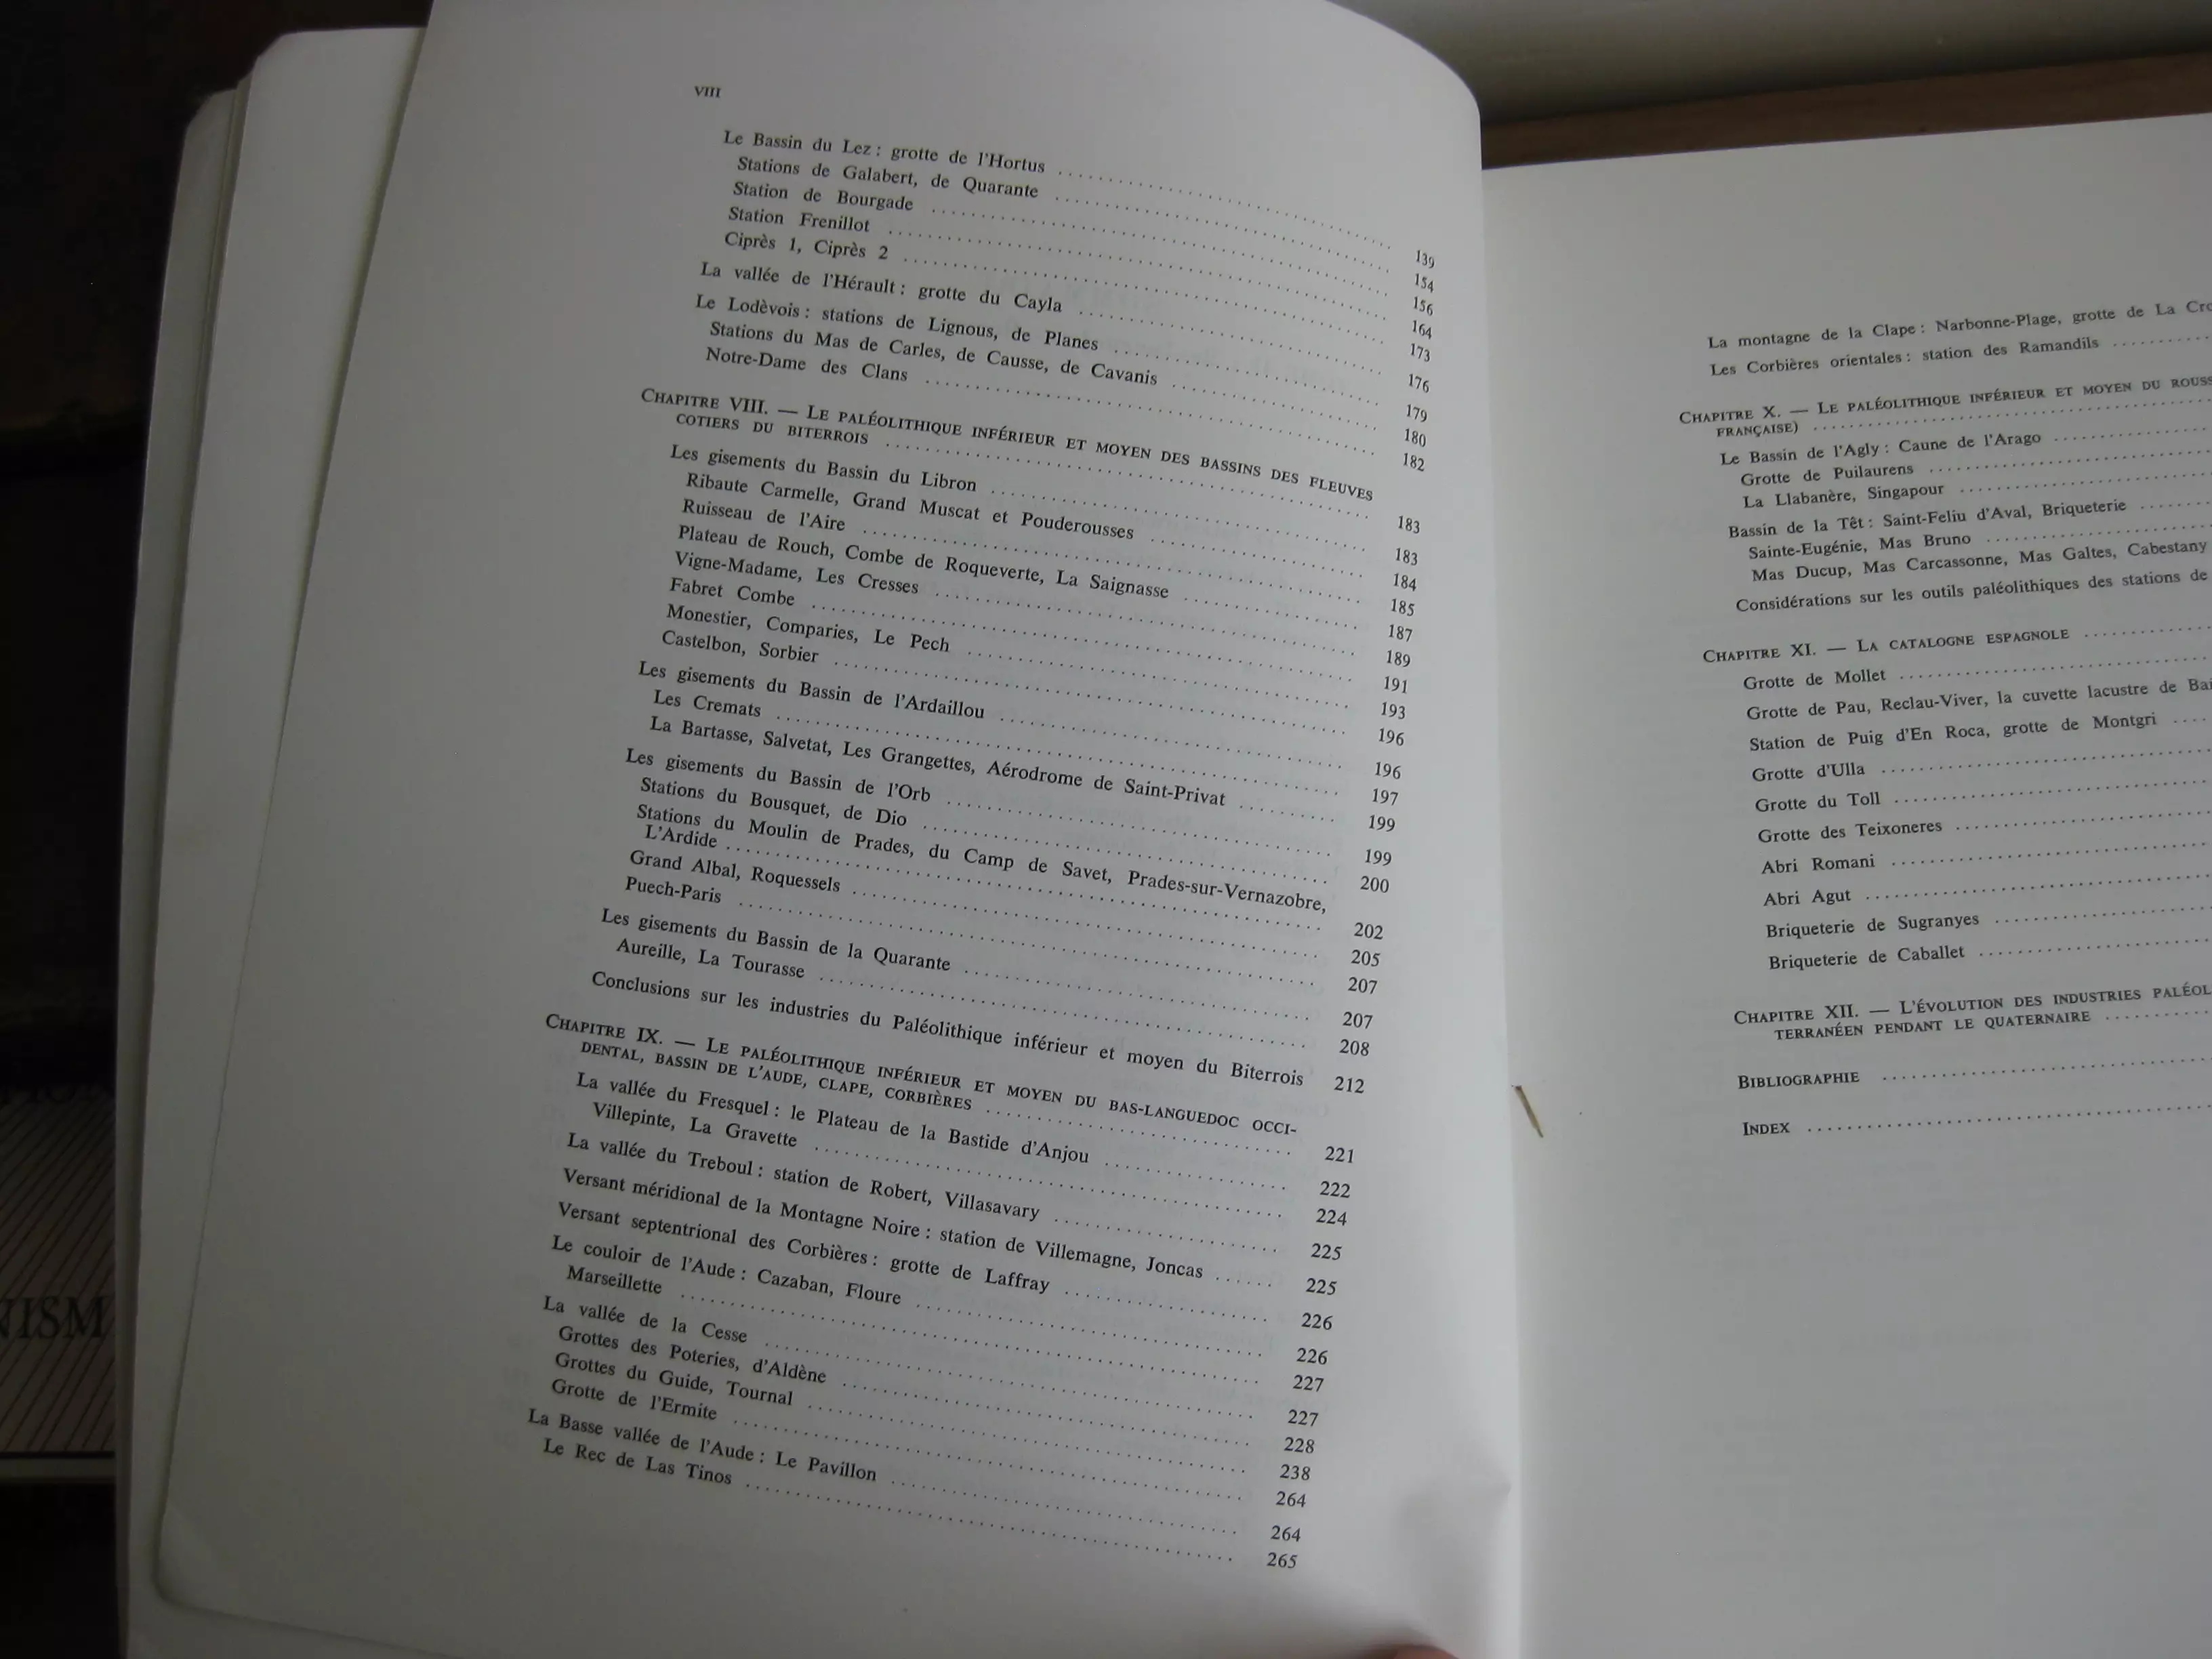 VIII
Le Bassin du Lez : grotte de l'Hortus .......... 139
Stations de Galabert, de Quarante .......... 154
Station de Bourgade .......... 156
Station Frenillot .......... 164
Ciprès 1, Ciprès 2 .......... 173
La vallée de l'Hérault : grotte du Cayla .......... 176
Le Lodèvois : stations de Lignous, de Planes .......... 179
Stations du Mas de Carles, de Causse, de Cavanis .......... 180
Notre-Dame des Clans .......... 182
CHAPITRE VIII. — LE PALÉOLITHIQUE INFÉRIEUR ET MOYEN DES BASSINS DES FLEUVES
COTIERS DU BITERROIS .......... 183
Les gisements du Bassin du Libron .......... 183
Ribaute Carmelle, Grand Muscat et Pouderousses .......... 184
Ruisseau de l'Aire .......... 185
Plateau de Rouch, Combe de Roqueverte, La Saignasse .......... 187
Vigne-Madame, Les Cresses .......... 189
Fabret Combe .......... 191
Monestier, Comparies, Le Pech .......... 193
Castelbon, Sorbier .......... 196
Les gisements du Bassin de l'Ardaillou .......... 196
Les Cremats .......... 197
La Bartasse, Salvetat, Les Grangettes, Aérodrome de Saint-Privat .......... 199
Les gisements du Bassin de l'Orb .......... 199
Stations du Bousquet, de Dio .......... 200
Stations du Moulin de Prades, du Camp de Savet, Prades-sur-Vernazobre,
L'Ardide .......... 202
Grand Albal, Roquessels .......... 205
Puech-Paris .......... 207
Les gisements du Bassin de la Quarante .......... 207
Aureille, La Tourasse .......... 208
Conclusions sur les industries du Paléolithique inférieur et moyen du Biterrois 212
CHAPITRE IX. — LE PALÉOLITHIQUE INFÉRIEUR ET MOYEN DU BAS-LANGUEDOC OCCI-
DENTAL, BASSIN DE L'AUDE, CLAPE, CORBIÈRES .......... 221
La vallée du Fresquel : le Plateau de la Bastide d'Anjou .......... 222
Villepinte, La Gravette .......... 224
La vallée du Treboul : station de Robert, Villasavary .......... 225
Versant méridional de la Montagne Noire : station de Villemagne, Joncas ...... 225
Versant septentrional des Corbières : grotte de Laffray .......... 226
Le couloir de l'Aude : Cazaban, Floure .......... 226
Marseillette .......... 227
La vallée de la Cesse .......... 227
Grottes des Poteries, d'Aldène .......... 228
Grottes du Guide, Tournal .......... 238
Grotte de l'Ermite .......... 264
La Basse vallée de l'Aude : Le Pavillon .......... 264
Le Rec de Las Tinos .......... 265
La montagne de la Clape : Narbonne-Plage, grotte de La
Les Corbières orientales : station des Ramandils ..........
CHAPITRE X. — LE PALÉOLITHIQUE INFÉRIEUR ET MOYEN DU
FRANÇAISE) ..........
Le Bassin de l'Agly : Caune de l'Arago ..........
Grotte de Puilaurens ..........
La Llabanère, Singapour ..........
Bassin de la Têt : Saint-Feliu d'Aval, Briqueterie ..........
Sainte-Eugénie, Mas Bruno ..........
Mas Ducup, Mas Carcassonne, Mas Galtes, Cabestany
Considérations sur les outils paléolithiques des stations de
CHAPITRE XI. — LA CATALOGNE ESPAGNOLE ..........
Grotte de Mollet ..........
Grotte de Pau, Reclau-Viver, la cuvette lacustre de
Station de Puig d'En Roca, grotte de Montgri ....
Grotte d'Ulla ..........
Grotte du Toll ..........
Grotte des Teixoneres ..........
Abri Romani ..........
Abri Agut ..........
Briqueterie de Sugranyes ..........
Briqueterie de Caballet ..........
CHAPITRE XII. — L'ÉVOLUTION DES INDUSTRIES
TERRANÉEN PENDANT LE QUATERNAIRE ..........
BIBLIOGRAPHIE ..........
INDEX ..........